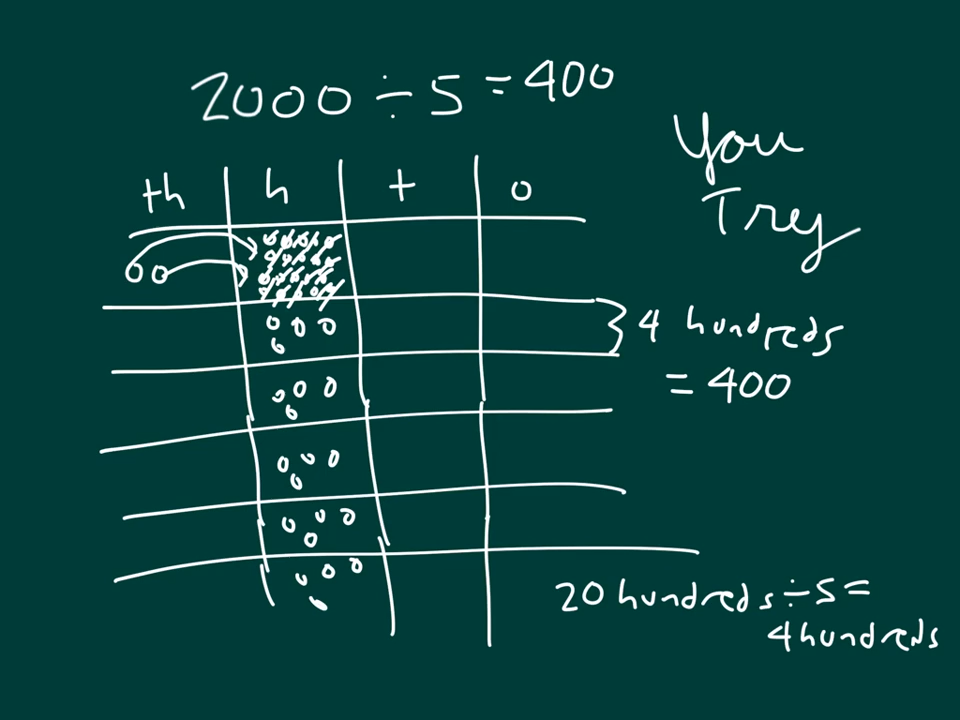 2000 ÷ 5 = 400
You
Try
th h t o
4 hundreds
= 400
20 hundreds ÷ 5 =
4 hundreds